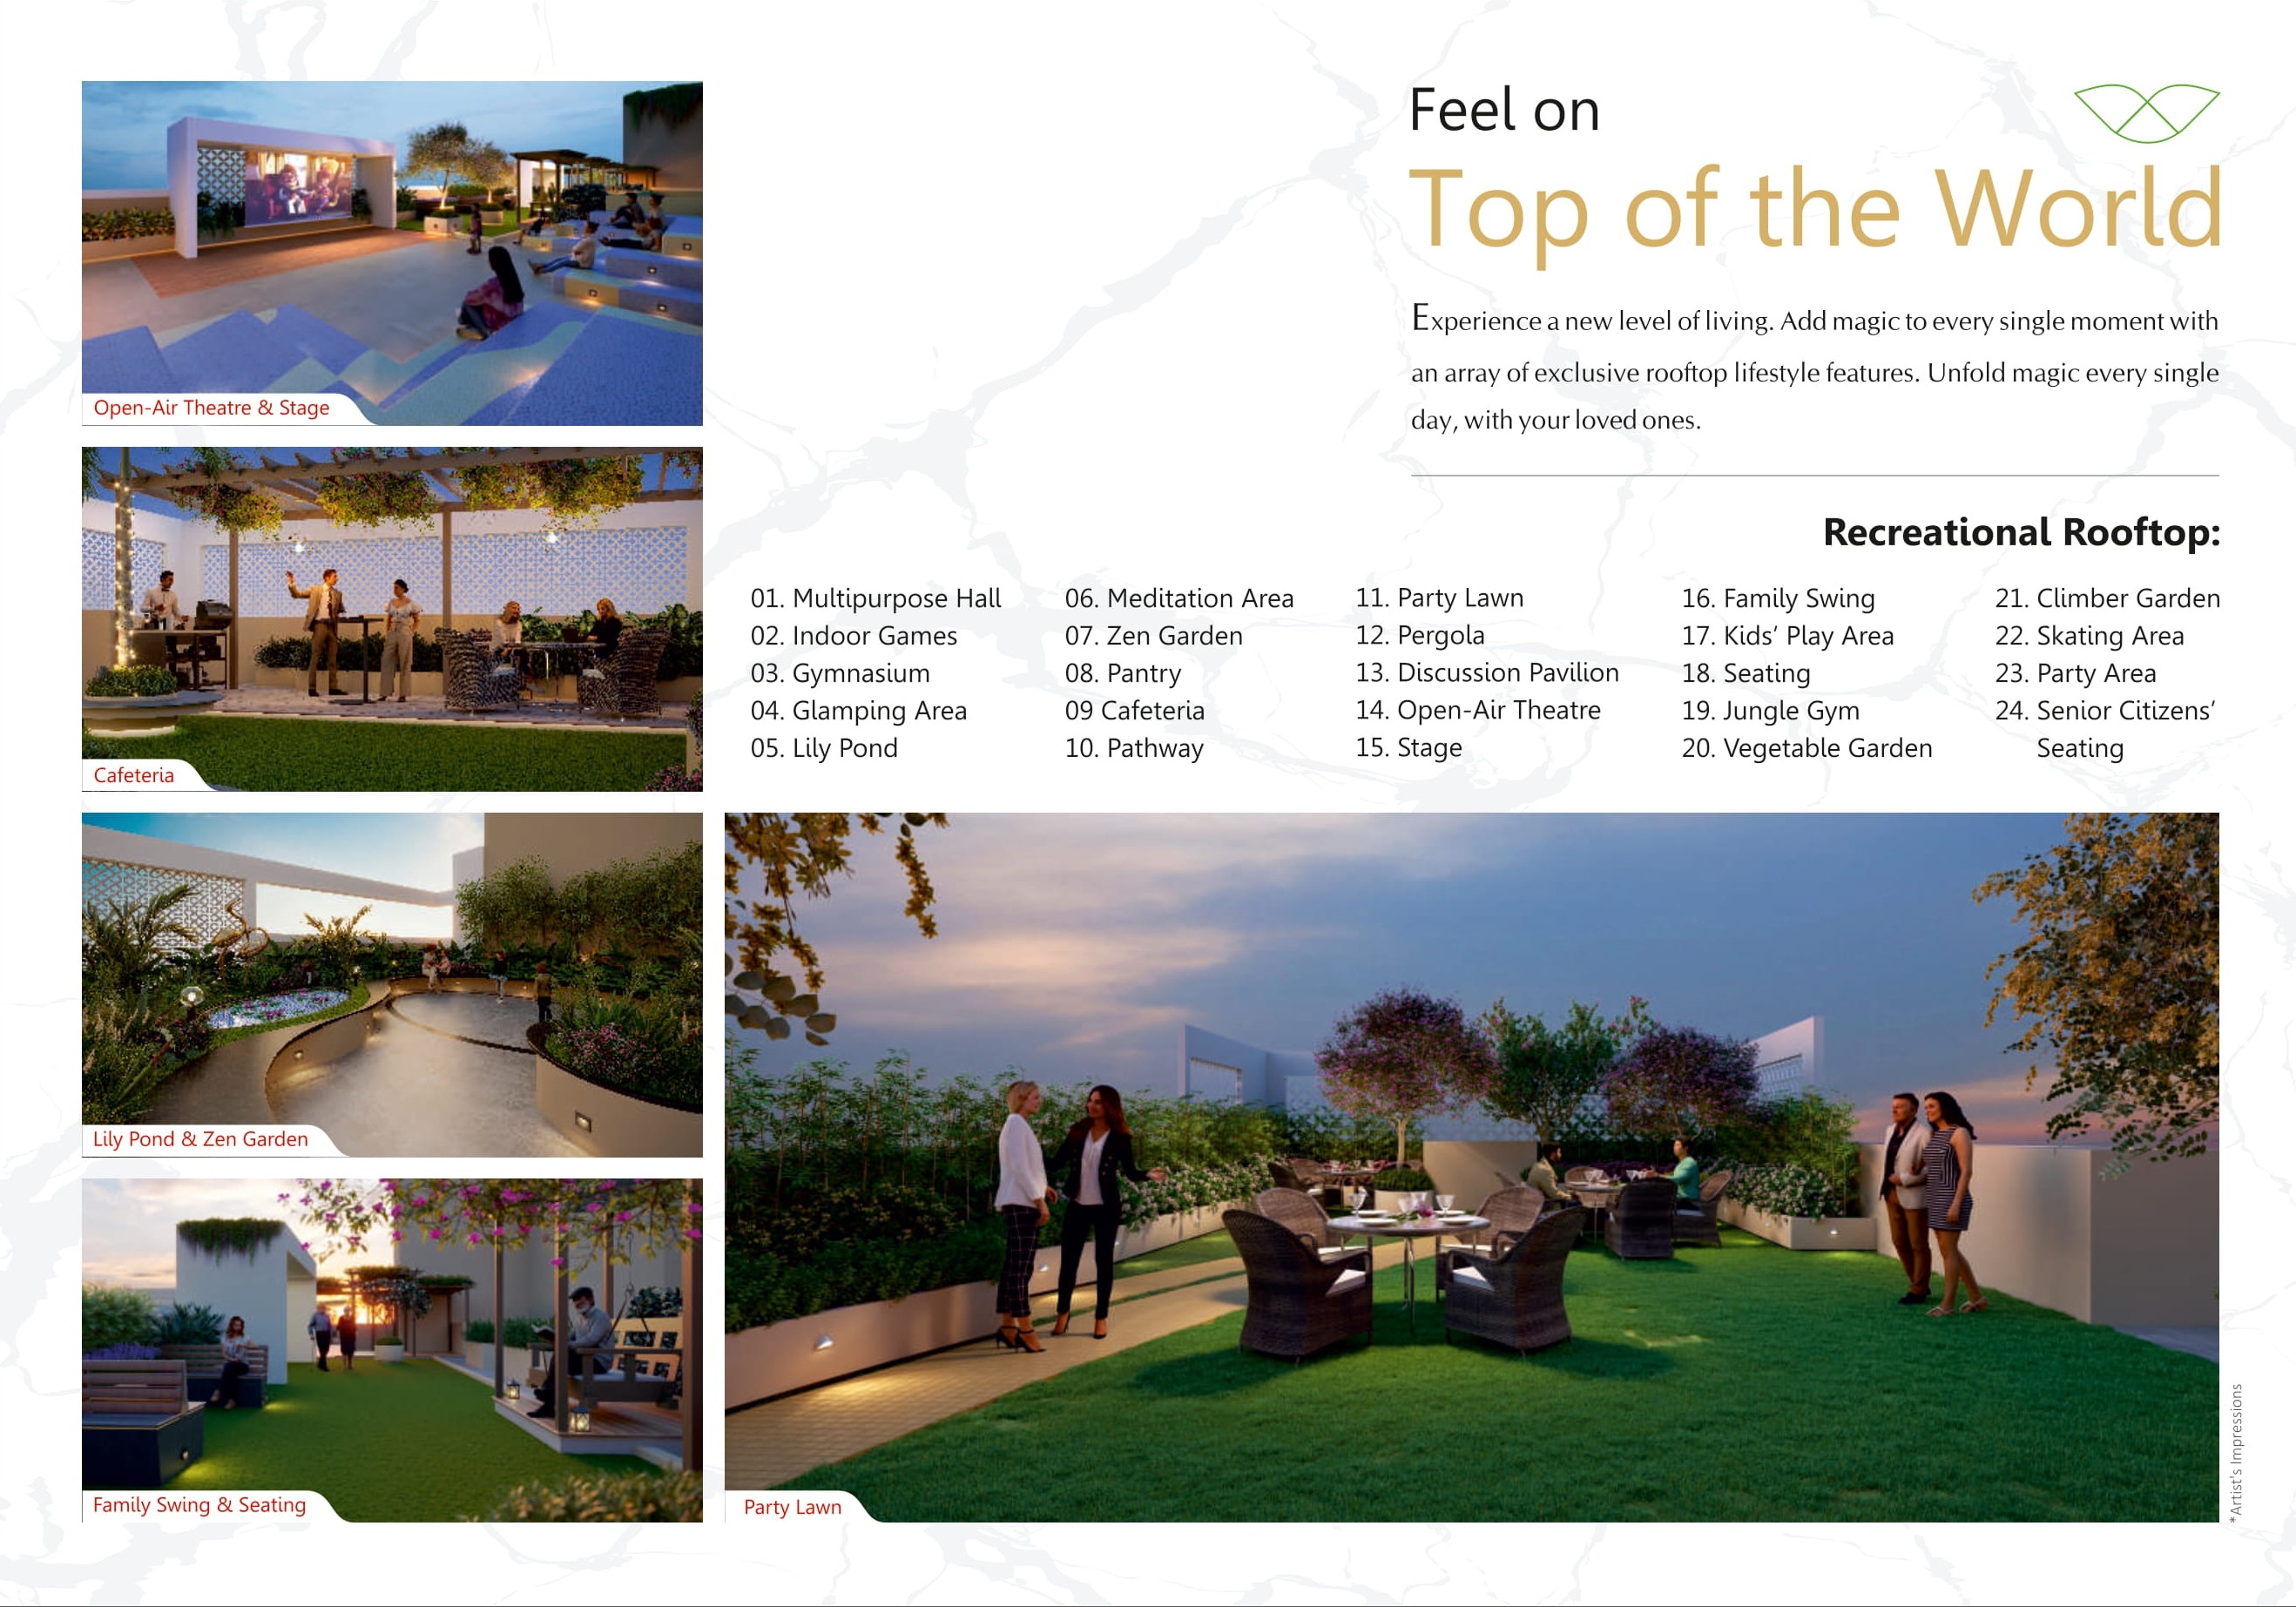 Feel on
Top of the World
Experience a new level of living. Add magic to every single moment with
an array of exclusive rooftop lifestyle features. Unfold magic every single
day, with your loved ones.
Recreational Rooftop:
01. Multipurpose Hall
02. Indoor Games
03. Gymnasium
04. Glamping Area
05. Lily Pond
06. Meditation Area
07. Zen Garden
08. Pantry
09 Cafeteria
10. Pathway
11. Party Lawn
12. Pergola
13. Discussion Pavilion
14. Open-Air Theatre
15. Stage
16. Family Swing
17. Kids’ Play Area
18. Seating
19. Jungle Gym
20. Vegetable Garden
21. Climber Garden
22. Skating Area
23. Party Area
24. Senior Citizens’
Seating
Open-Air Theatre & Stage
Cafeteria
Lily Pond & Zen Garden
Family Swing & Seating
Party Lawn
*Artist's Impressions